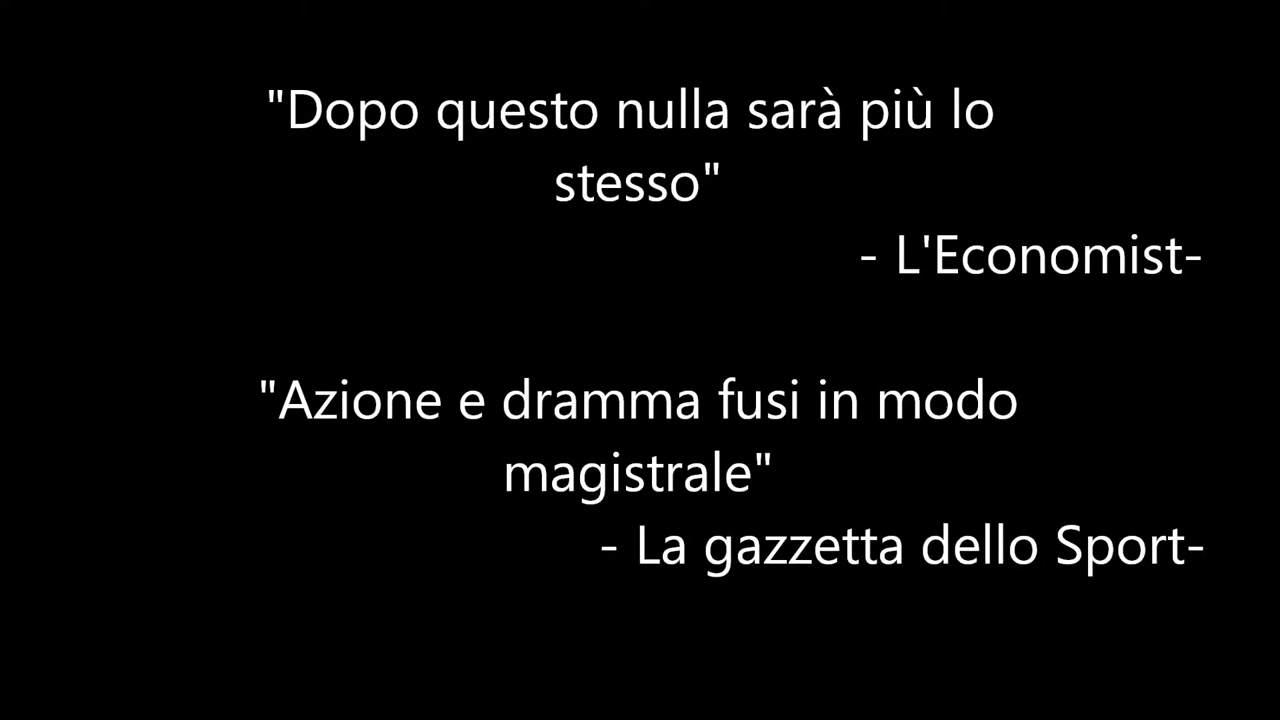 "Dopo questo nulla sarà più lo
stesso"
- L'Economist-
"Azione e dramma fusi in modo
magistrale"
- La gazzetta dello Sport-